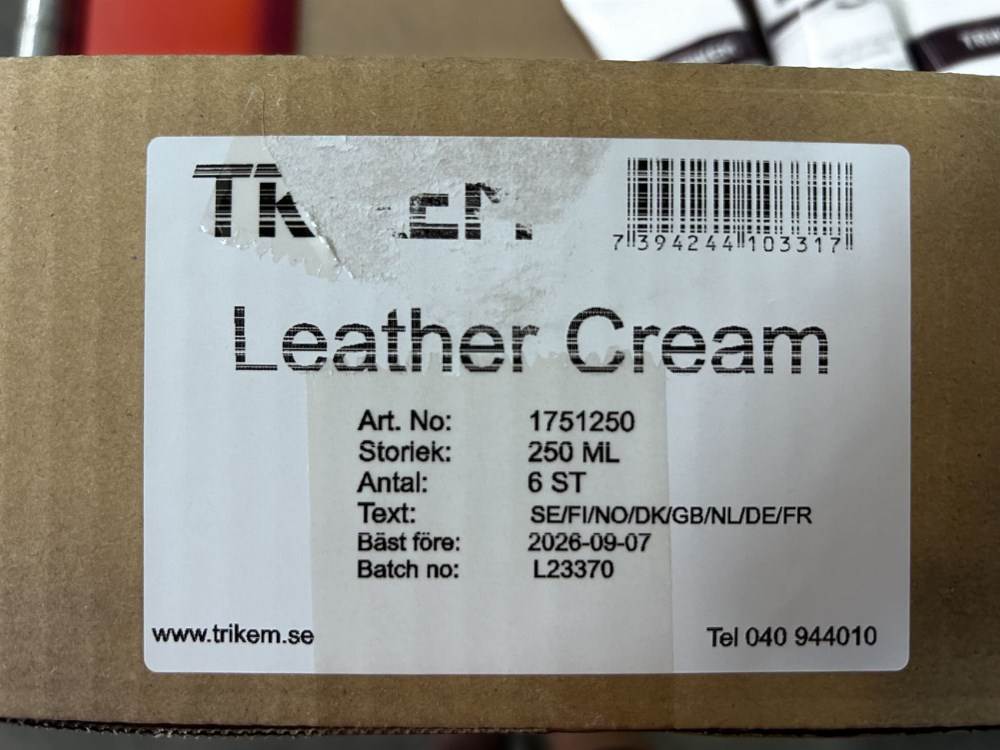 7 394244 103317
Leather Cream
Art. No: 1751250
Storlek: 250 ML
Antal: 6 ST
Text: SE/FI/NO/DK/GB/NL/DE/FR
Bäst före: 2026-09-07
Batch no: L23370
www.trikem.se
Tel 040 944010